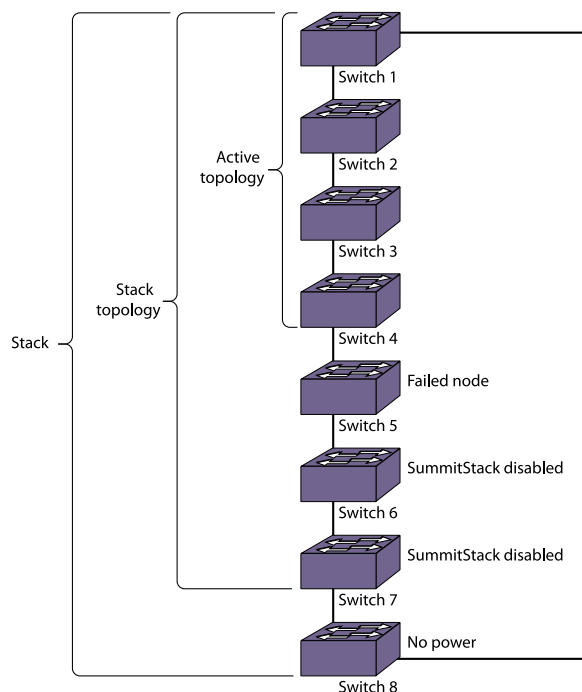 Switch 1
Switch 2
Active
topology
Switch 3
Stack
topology
Switch 4
Stack
Failed node
Switch 5
SummitStack disabled
Switch 6
SummitStack disabled
Switch 7
No power
Switch 8